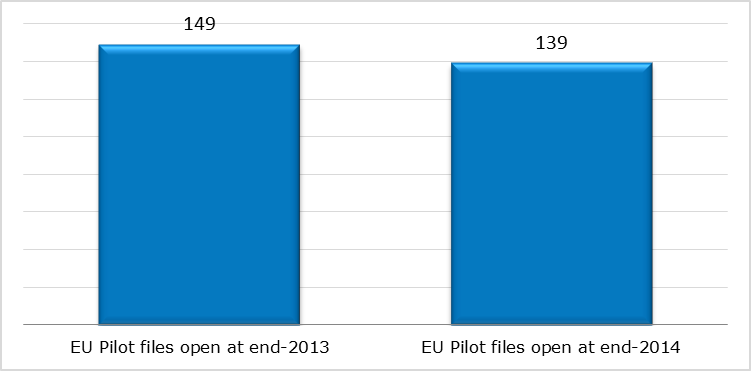 149
139
EU Pilot files open at end-2013
EU Pilot files open at end-2014